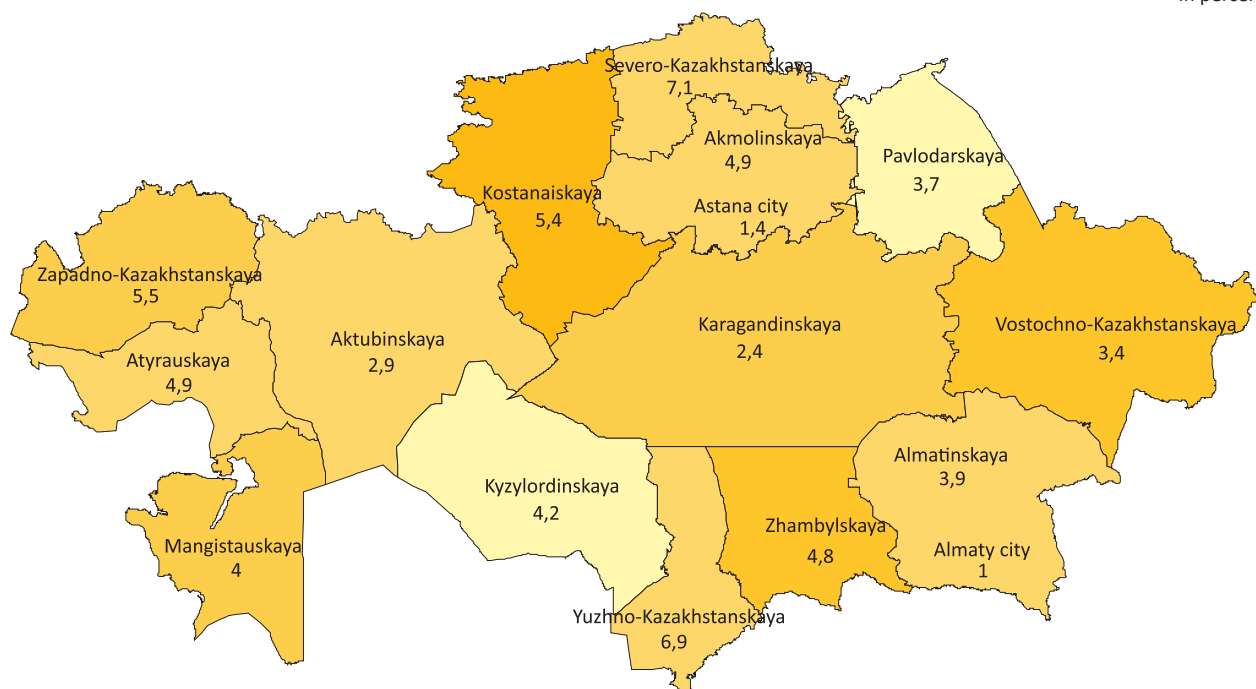 Severo-Kazakhstanskaya
7,1
Akmolinskaya
4,9
Pavlodarskaya
3,7
Kostanaiskaya
5,4
Astana city
1,4
Zapadno-Kazakhstanskaya
5,5
Aktubinskaya
2,9
Karagandinskaya
2,4
Vostochno-Kazakhstanskaya
3,4
Atyrauskaya
4,9
Almatinskaya
3,9
Kyzylordinskaya
4,2
Zhambylskaya
4,8
Mangistauskaya
4
Almaty city
1
Yuzhno-Kazakhstanskaya
6,9